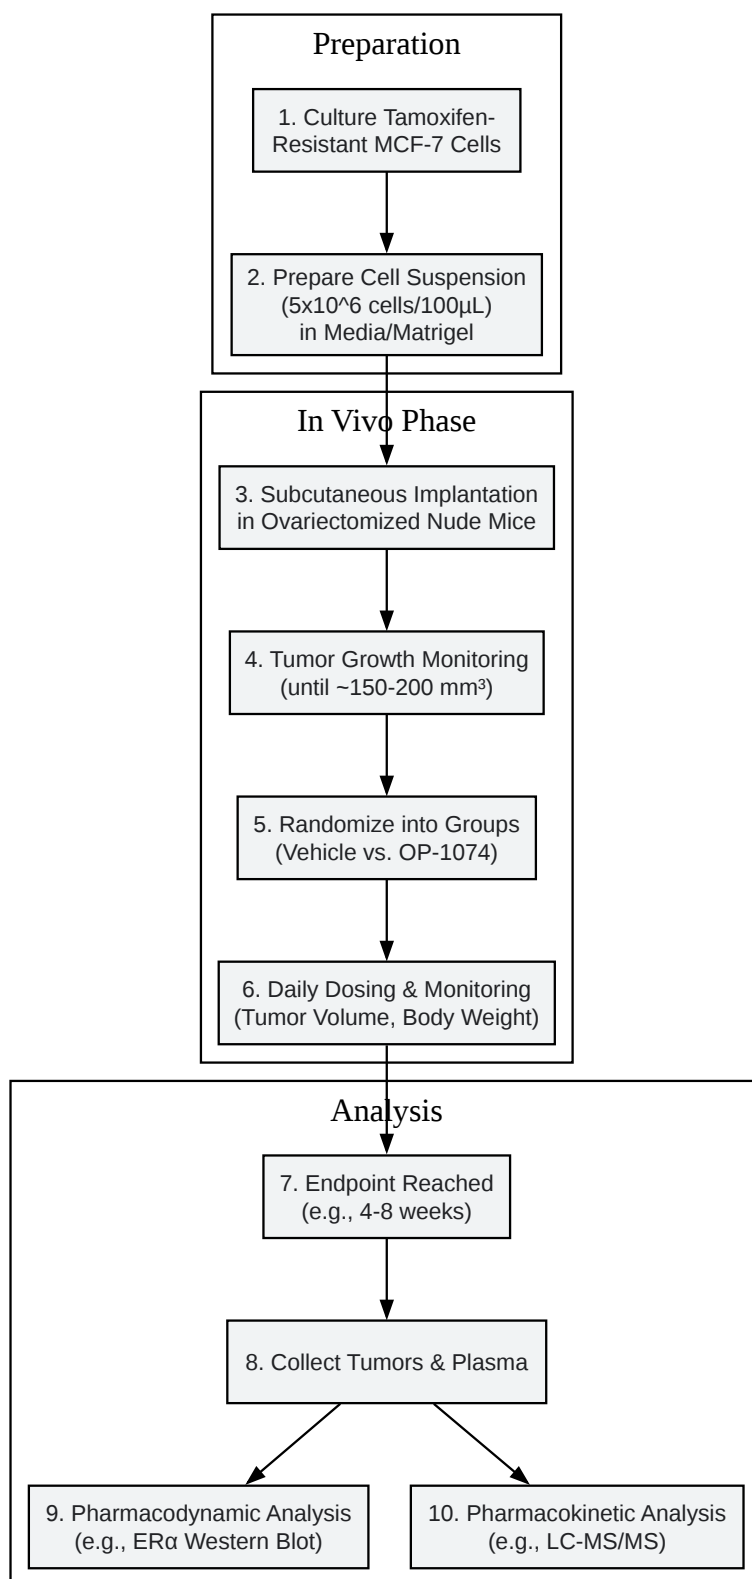 Preparation
1. Culture Tamoxifen-
Resistant MCF-7 Cells
2. Prepare Cell Suspension
(5x10^6 cells/100µL)
in Media/Matrigel
In Vivo Phase
3. Subcutaneous Implantation
in Ovariectomized Nude Mice
4. Tumor Growth Monitoring
(until ~150-200 mm³)
5. Randomize into Groups
(Vehicle vs. OP-1074)
6. Daily Dosing & Monitoring
(Tumor Volume, Body Weight)
Analysis
7. Endpoint Reached
(e.g., 4-8 weeks)
8. Collect Tumors & Plasma
9. Pharmacodynamic Analysis
(e.g., ERα Western Blot)
10. Pharmacokinetic Analysis
(e.g., LC-MS/MS)